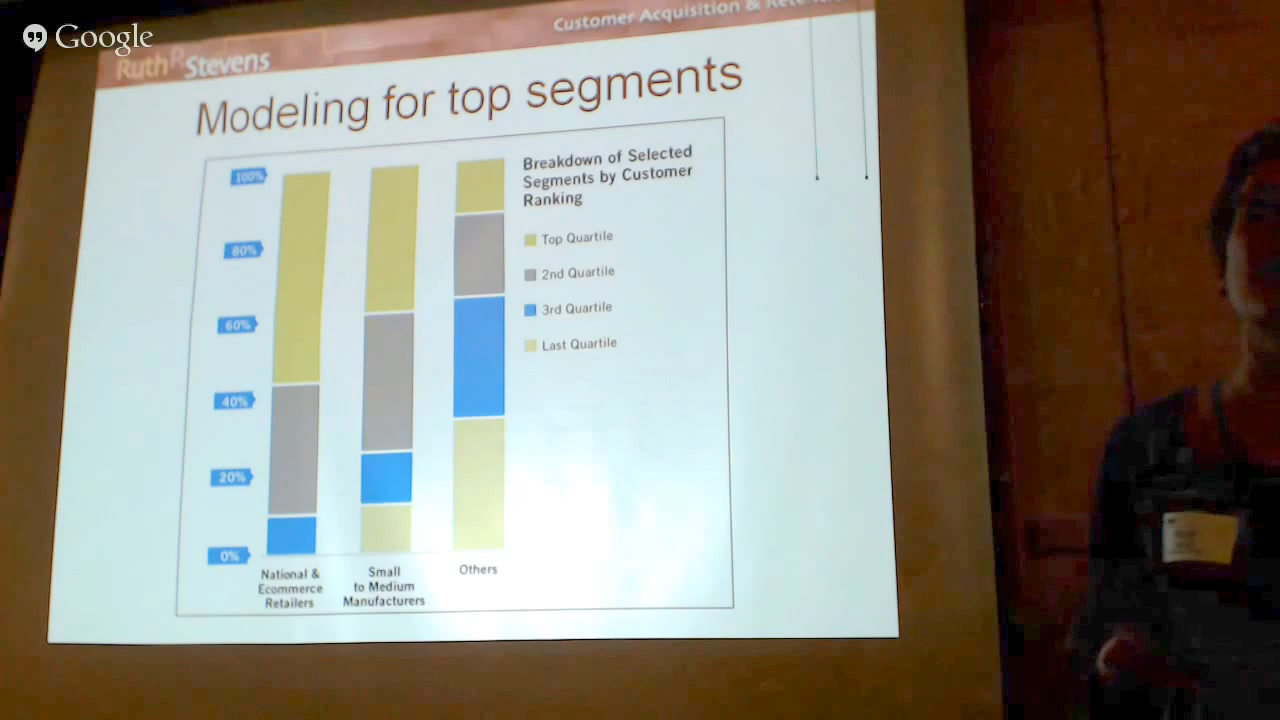 Google
Ruth P. Stevens
Customer Acquisition &
Modeling for top segments
Breakdown of Selected
Segments by Customer
Ranking
Top Quartile
2nd Quartile
3rd Quartile
Last Quartile
100%
80%
60%
40%
20%
0%
National &
Ecommerce
Retailers
Small
to Medium
Manufacturers
Others